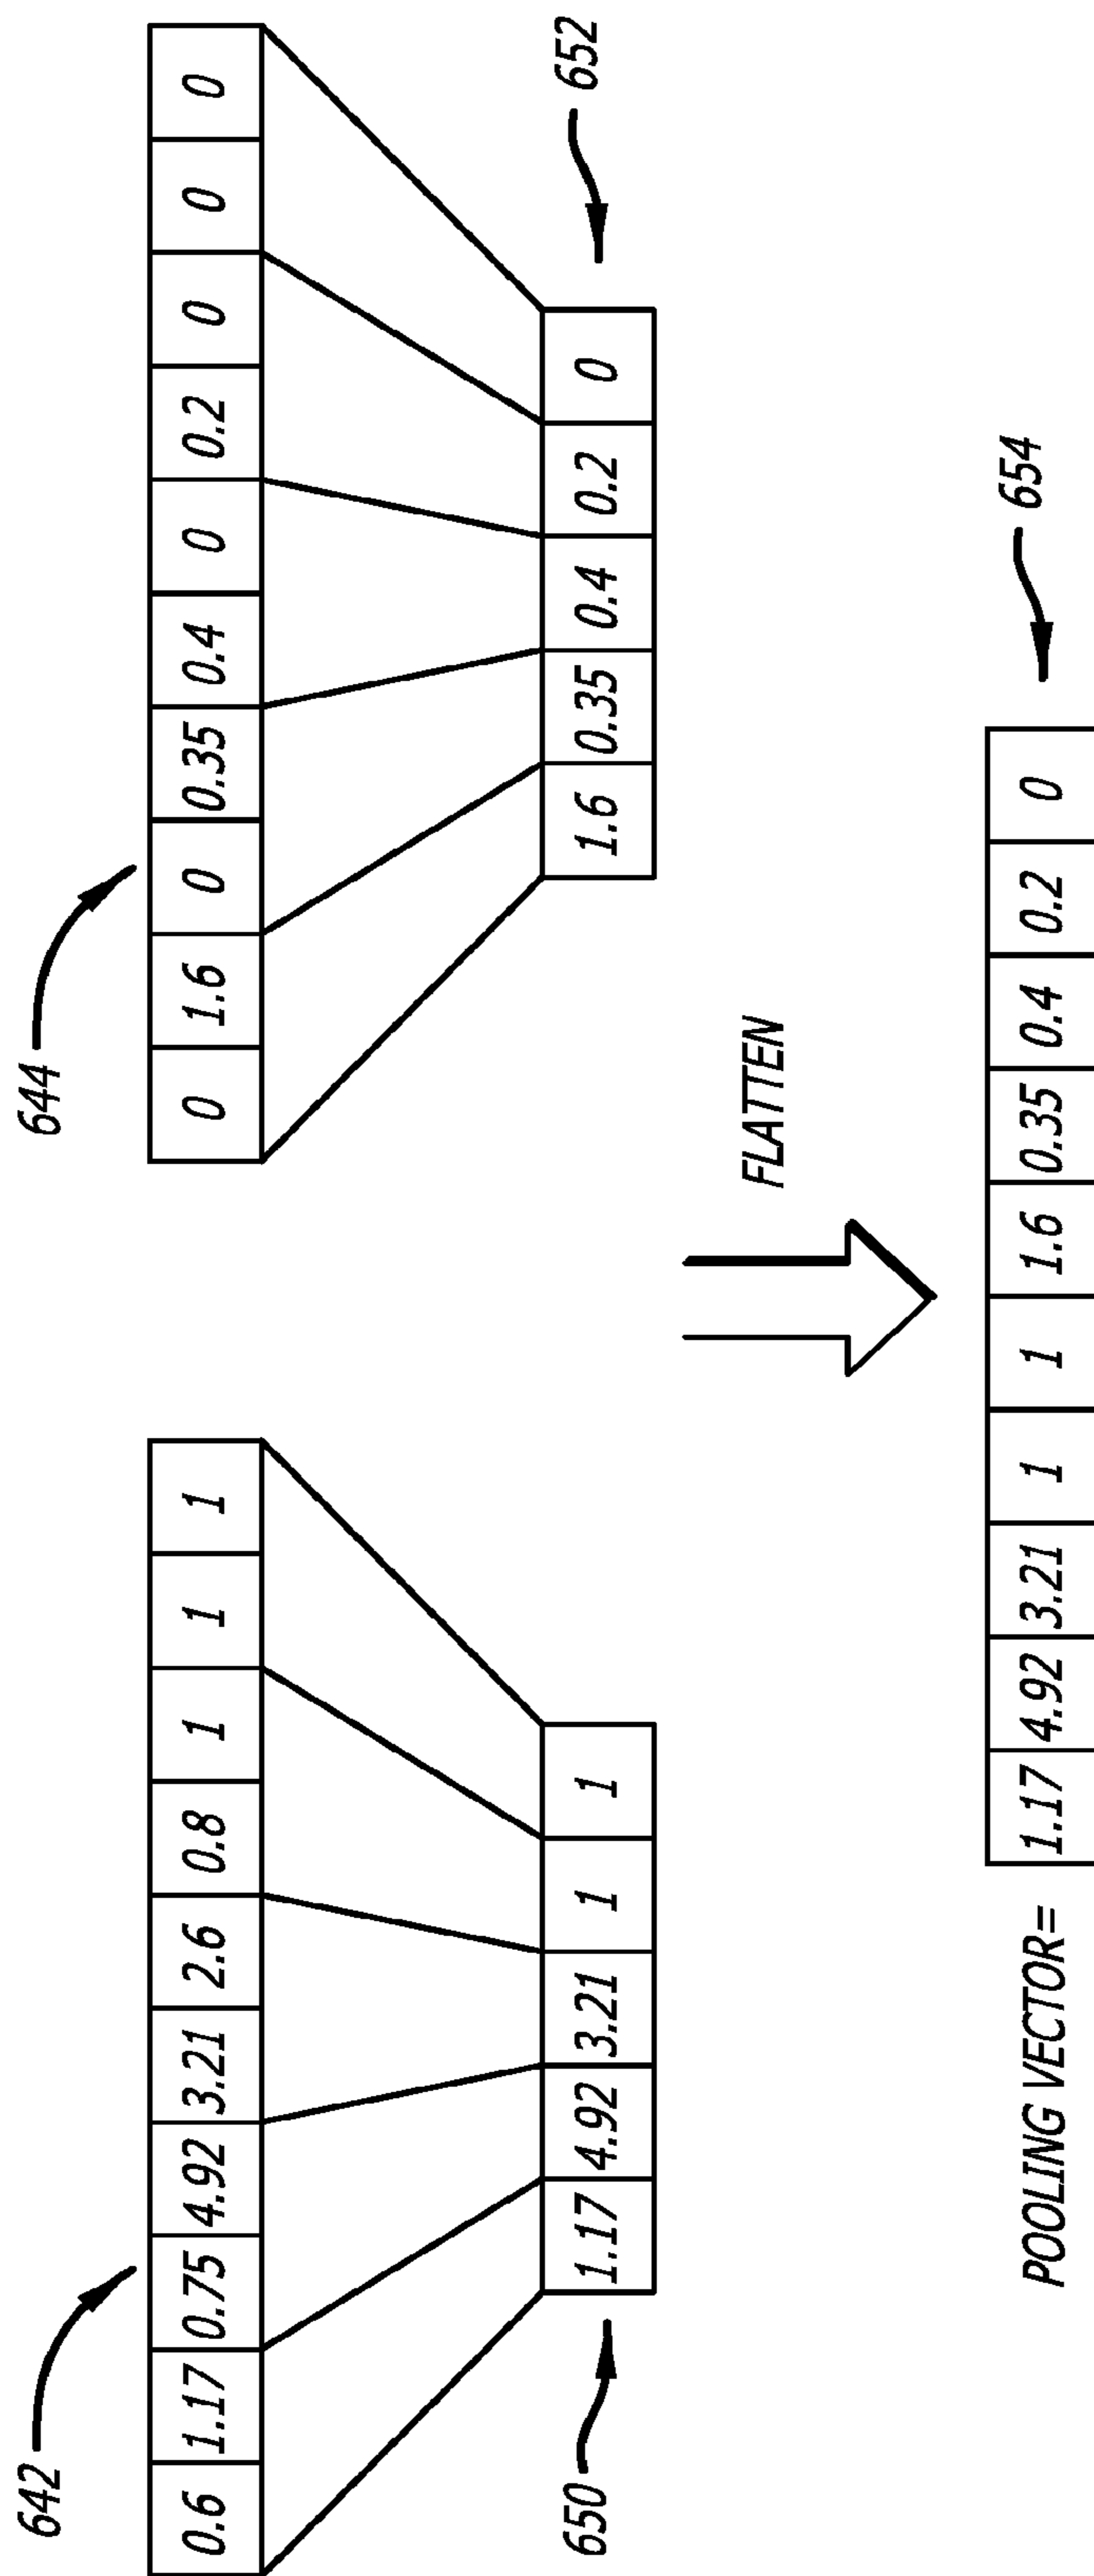 642
644
0.6 1.17 0.75 4.92 3.21 2.6 0.8 1 1 1
0 1.6 0 0.35 0.4 0 0.2 0 0 0
650
1.17 4.92 3.21 1 1
1.6 0.35 0.4 0.2 0
652
FLATTEN
654
POOLING VECTOR= 1.17 4.92 3.21 1 1 1.6 0.35 0.4 0.2 0